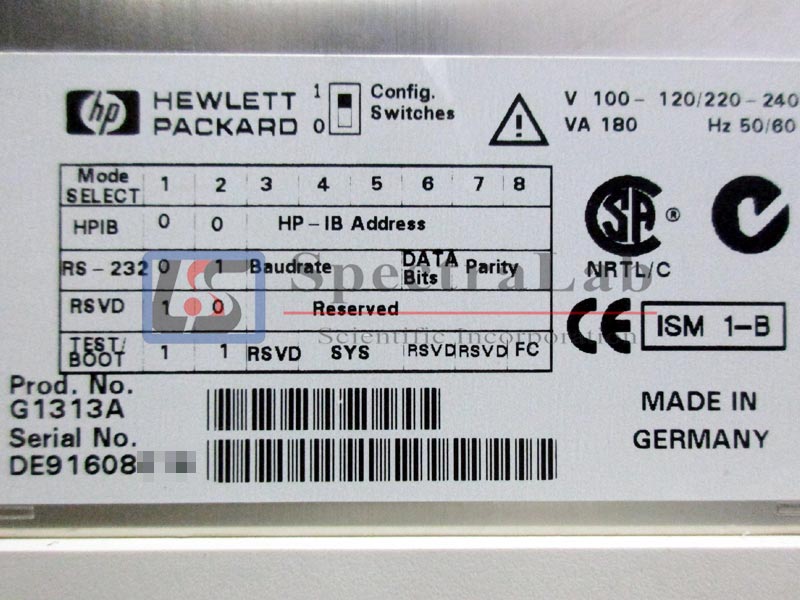 hp HEWLETT PACKARD
1
0
Config.
Switches
V 100 - 120/220 - 240
VA 180 Hz 50/60
Mode SELECT 1 2 3 4 5 6 7 8
HPIB 0 0 HP - IB Address
RS - 232 0 1 Baudrate DATA Bits Parity
RSVD 1 0 Reserved
TEST/BOOT 1 1 RSVD SYS RSVD RSVD FC
SA ®
NRTL/C
CE ISM 1-B
SpectraLab
Scientific Incorporation
Prod. No.
G1313A
Serial No.
DE91608
MADE IN
GERMANY